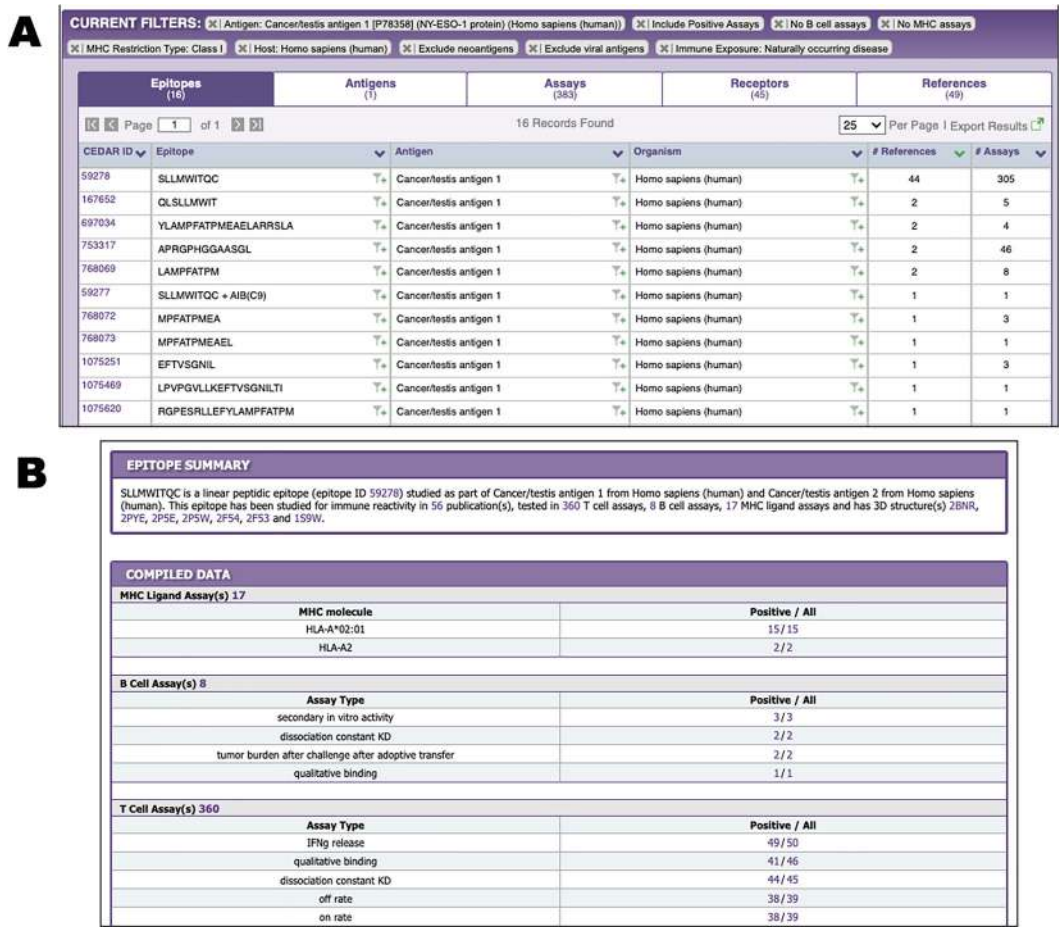 A
CURRENT FILTERS: Antigen: Cancer/testis antigen 1 [P78358] (NY-ESO-1 protein) (Homo sapiens (human)) Include Positive Assays No B cell assays No MHC assays
MHC Restriction Type: Class I Host: Homo sapiens (human) Exclude neoantigens Exclude viral antigens Immune Exposure: Naturally occurring disease
Epitopes Antigens Assays Receptors References
(16) (1) (383) (45) (49)
Page 1 of 1 16 Records Found 25 Per Page | Export Results
CEDAR ID Epitope Antigen Organism # References # Assays
59278 SLLMWITQC Cancer/testis antigen 1 Homo sapiens (human) 44 305
167652 QLSLLMWIT Cancer/testis antigen 1 Homo sapiens (human) 2 5
697034 YLAMPFATPMEAELARRSLA Cancer/testis antigen 1 Homo sapiens (human) 2 4
753317 APRGPHGGAASGL Cancer/testis antigen 1 Homo sapiens (human) 2 46
768069 LAMPFATPM Cancer/testis antigen 1 Homo sapiens (human) 2 8
59277 SLLMWITQC + AIB(C9) Cancer/testis antigen 1 Homo sapiens (human) 1 1
768072 MPFATPMEA Cancer/testis antigen 1 Homo sapiens (human) 1 3
768073 MPFATPMEAEL Cancer/testis antigen 1 Homo sapiens (human) 1 1
1075251 EFTVSGNIL Cancer/testis antigen 1 Homo sapiens (human) 1 3
1075469 LPVPGVLLKEFTVSGNILTI Cancer/testis antigen 1 Homo sapiens (human) 1 1
1075620 RGPESRLLEFYLAMPFATPM Cancer/testis antigen 1 Homo sapiens (human) 1 1
B
EPITOPE SUMMARY
SLLMWITQC is a linear peptidic epitope (epitope ID 59278) studied as part of Cancer/testis antigen 1 from Homo sapiens (human) and Cancer/testis antigen 2 from Homo sapiens
(human). This epitope has been studied for immune reactivity in 56 publication(s), tested in 360 T cell assays, 8 B cell assays, 17 MHC ligand assays and has 3D structure(s) 2BNR,
2PYE, 2P5E, 2P5W, 2F54, 2F53 and 1S9W.
COMPILED DATA
MHC Ligand Assay(s) 17
MHC molecule Positive / All
HLA-A*02:01 15/15
HLA-A2 2/2
B Cell Assay(s) 8
Assay Type Positive / All
secondary in vitro activity 3/3
dissociation constant KD 2/2
tumor burden after challenge after adoptive transfer 2/2
qualitative binding 1/1
T Cell Assay(s) 360
Assay Type Positive / All
IFNg release 49/50
qualitative binding 41/46
dissociation constant KD 44/45
off rate 38/39
on rate 38/39